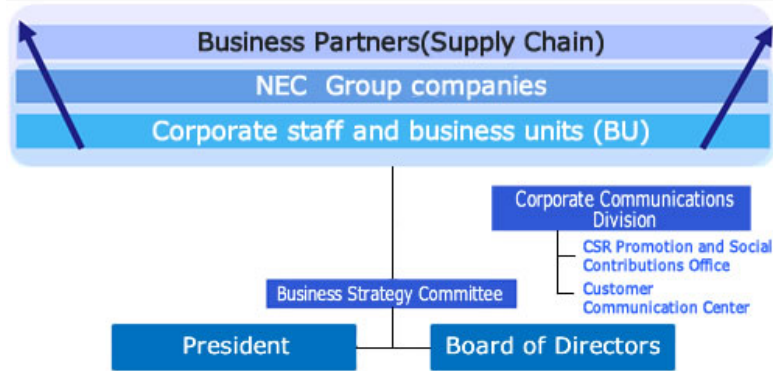 Business Partners(Supply Chain)
NEC Group companies
Corporate staff and business units (BU)
Corporate Communications
Division
CSR Promotion and Social
Contributions Office
Customer
Communication Center
Business Strategy Committee
President
Board of Directors